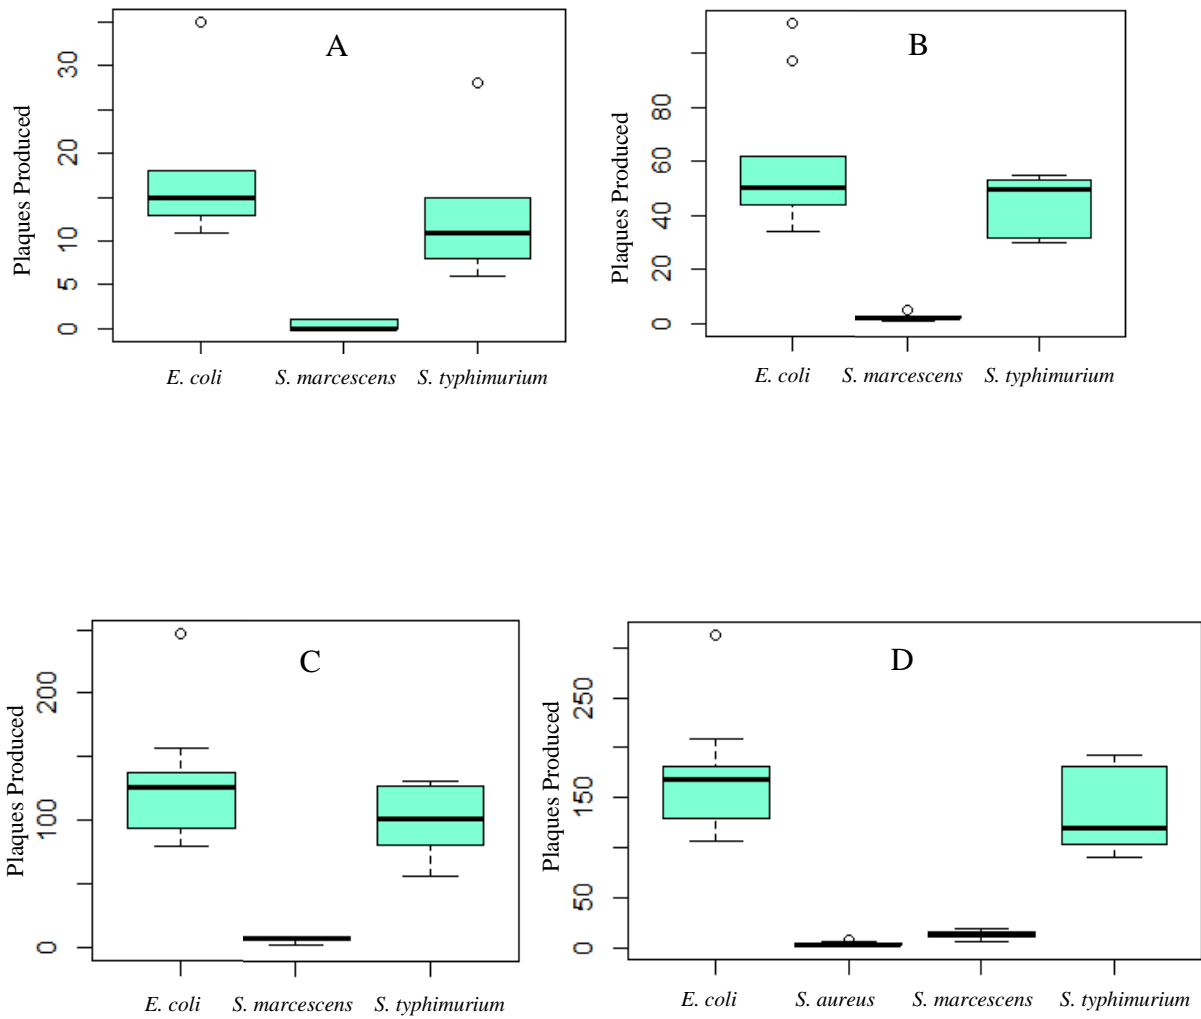 A
Plaques Produced
30
20
10
5
0
E. coli S. marcescens S. typhimurium
B
Plaques Produced
80
60
40
20
0
E. coli S. marcescens S. typhimurium
C
Plaques Produced
200
100
0
E. coli S. marcescens S. typhimurium
D
Plaques Produced
250
150
50
0
E. coli S. aureus S. marcescens S. typhimurium